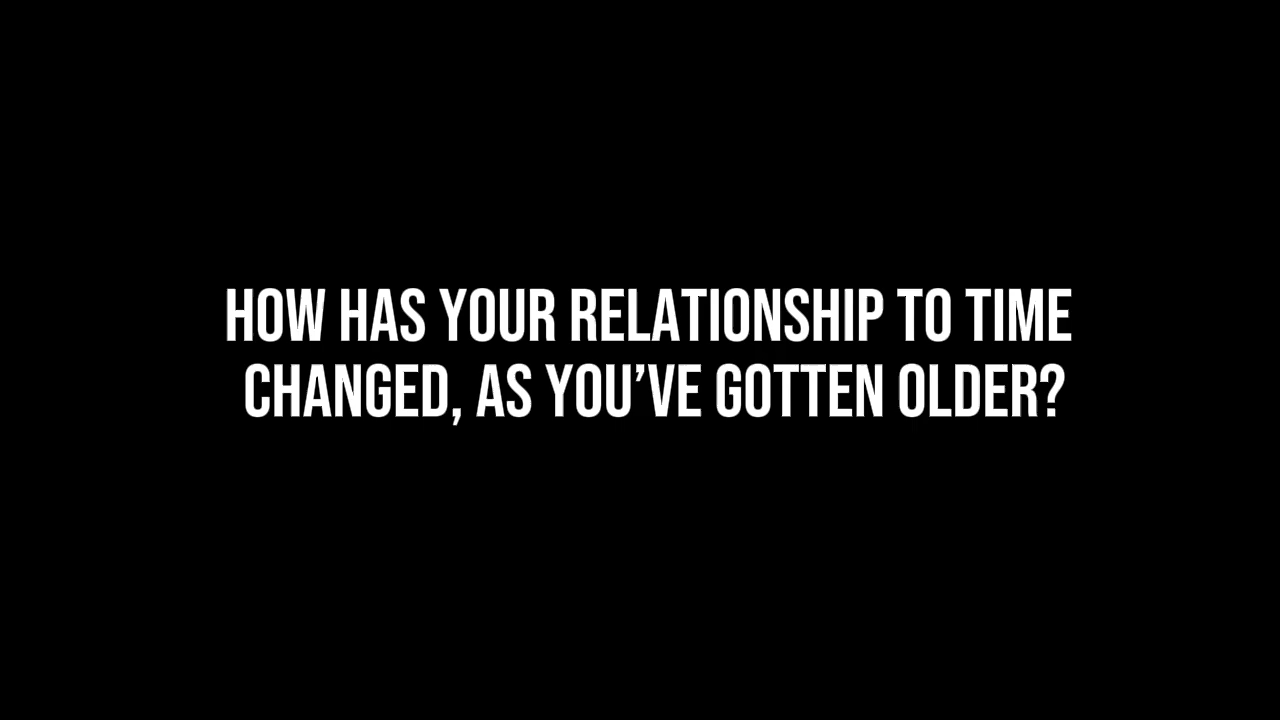 HOW HAS YOUR RELATIONSHIP TO TIME
CHANGED, AS YOU’VE GOTTEN OLDER?